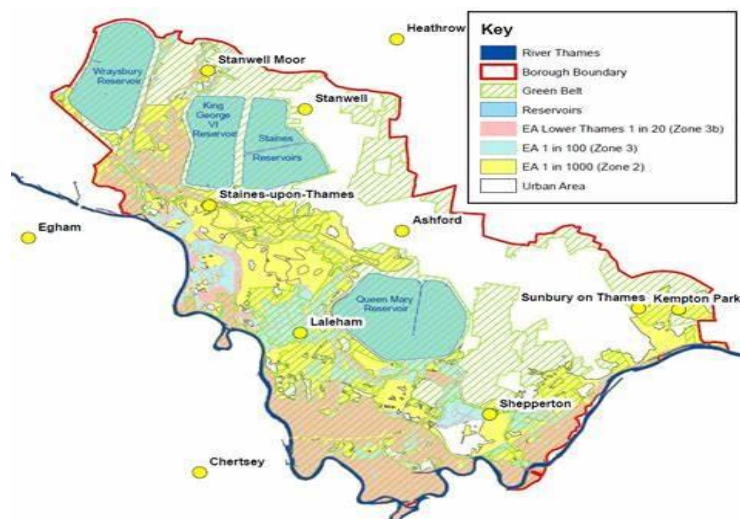 Heathrow
Key
River Thames
Borough Boundary
Green Belt
Reservoirs
EA Lower Thames 1 in 20 (Zone 3b)
EA 1 in 100 (Zone 3)
EA 1 in 1000 (Zone 2)
Urban Area
Stanwell Moor
Wraysbury
Reservoir
King
George
VI
Reservoir
Stanwell
Staines
Reservoirs
Staines-upon-Thames
Egham
Ashford
Queen Mary
Reservoir
Sunbury on Thames
Kempton Park
Laleham
Shepperton
Chertsey